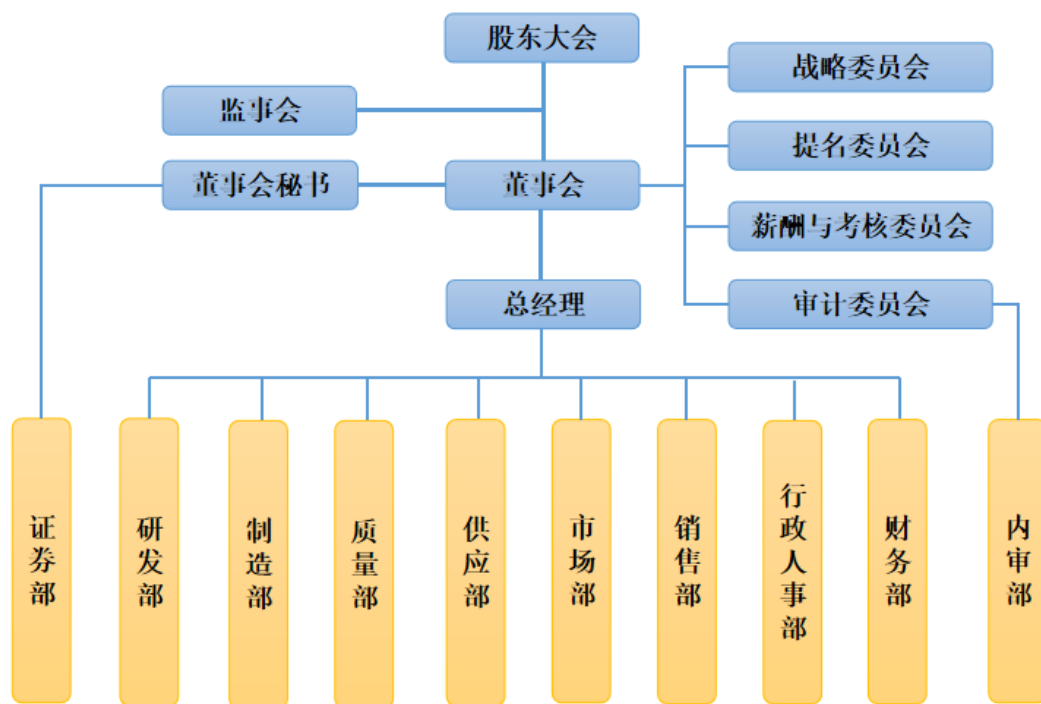 股东大会
战略委员会
监事会
提名委员会
董事会秘书
董事会
薪酬与考核委员会
总经理
审计委员会
证券部
研发部
制造部
质量部
供应部
市场部
销售部
行政人事部
财务部
内审部